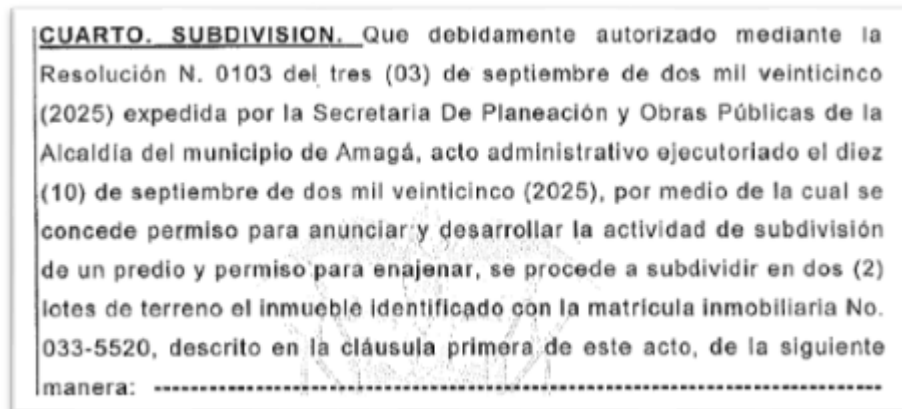 CUARTO. SUBDIVISION. Que debidamente autorizado mediante la
Resolución N. 0103 del tres (03) de septiembre de dos mil veinticinco
(2025) expedida por la Secretaria De Planeación y Obras Públicas de la
Alcaldía del municipio de Amagá, acto administrativo ejecutoriado el diez
(10) de septiembre de dos mil veinticinco (2025), por medio de la cual se
concede permiso para anunciar y desarrollar la actividad de subdivisión
de un predio y permiso para enajenar, se procede a subdividir en dos (2)
lotes de terreno el inmueble identificado con la matrícula inmobiliaria No.
033-5520, descrito en la cláusula primera de este acto, de la siguiente
manera: --------------------------------------------------------------------------